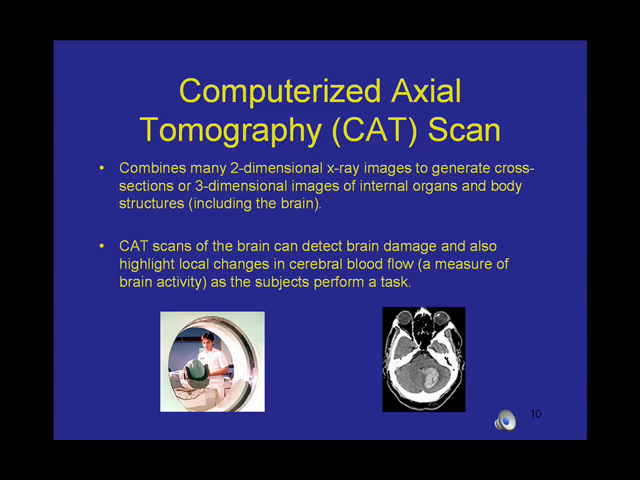 Computerized Axial
Tomography (CAT) Scan
• Combines many 2-dimensional x-ray images to generate cross-
sections or 3-dimensional images of internal organs and body
structures (including the brain).
• CAT scans of the brain can detect brain damage and also
highlight local changes in cerebral blood flow (a measure of
brain activity) as the subjects perform a task.
10